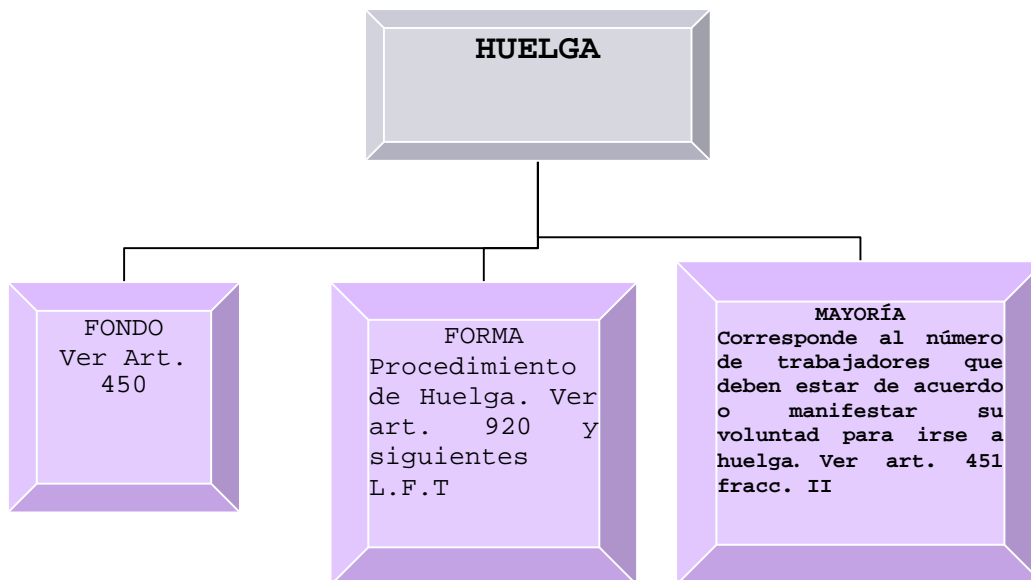 HUELGA
FONDO
Ver Art.
450
FORMA
Procedimiento
de Huelga. Ver
art. 920 y
siguientes
L.F.T
MAYORÍA
Corresponde al número
de trabajadores que
deben estar de acuerdo
o manifestar su
voluntad para irse a
huelga. Ver art. 451
fracc. II